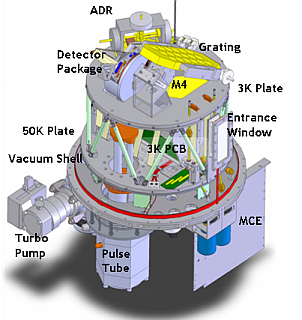 ADR
Grating
Detector
Package
M4
3K Plate
Entrance
Window
50K Plate
3K PCB
Vacuum Shell
MCE
Turbo
Pump
Pulse
Tube